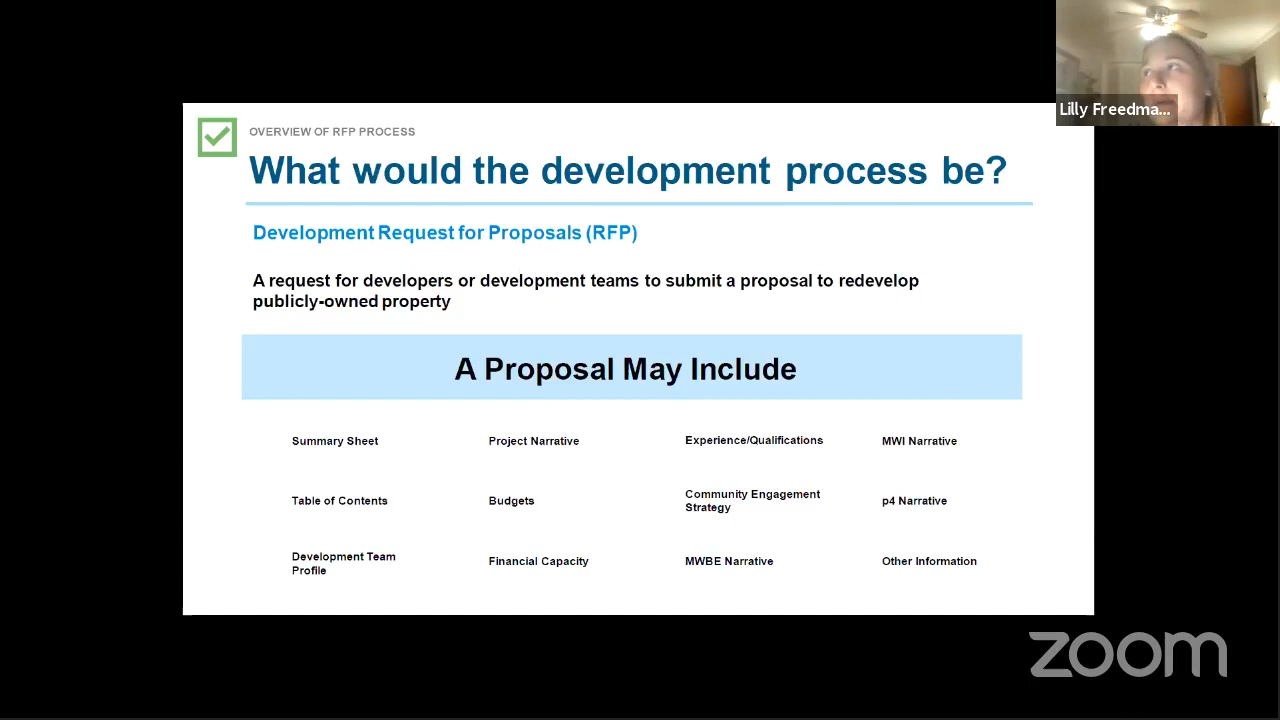 Lilly Freedma...
OVERVIEW OF RFP PROCESS
What would the development process be?
Development Request for Proposals (RFP)
A request for developers or development teams to submit a proposal to redevelop
publicly-owned property
A Proposal May Include
Summary Sheet
Project Narrative
Experience/Qualifications
MWI Narrative
Table of Contents
Budgets
Community Engagement
Strategy
p4 Narrative
Development Team
Profile
Financial Capacity
MWBE Narrative
Other Information
zoom